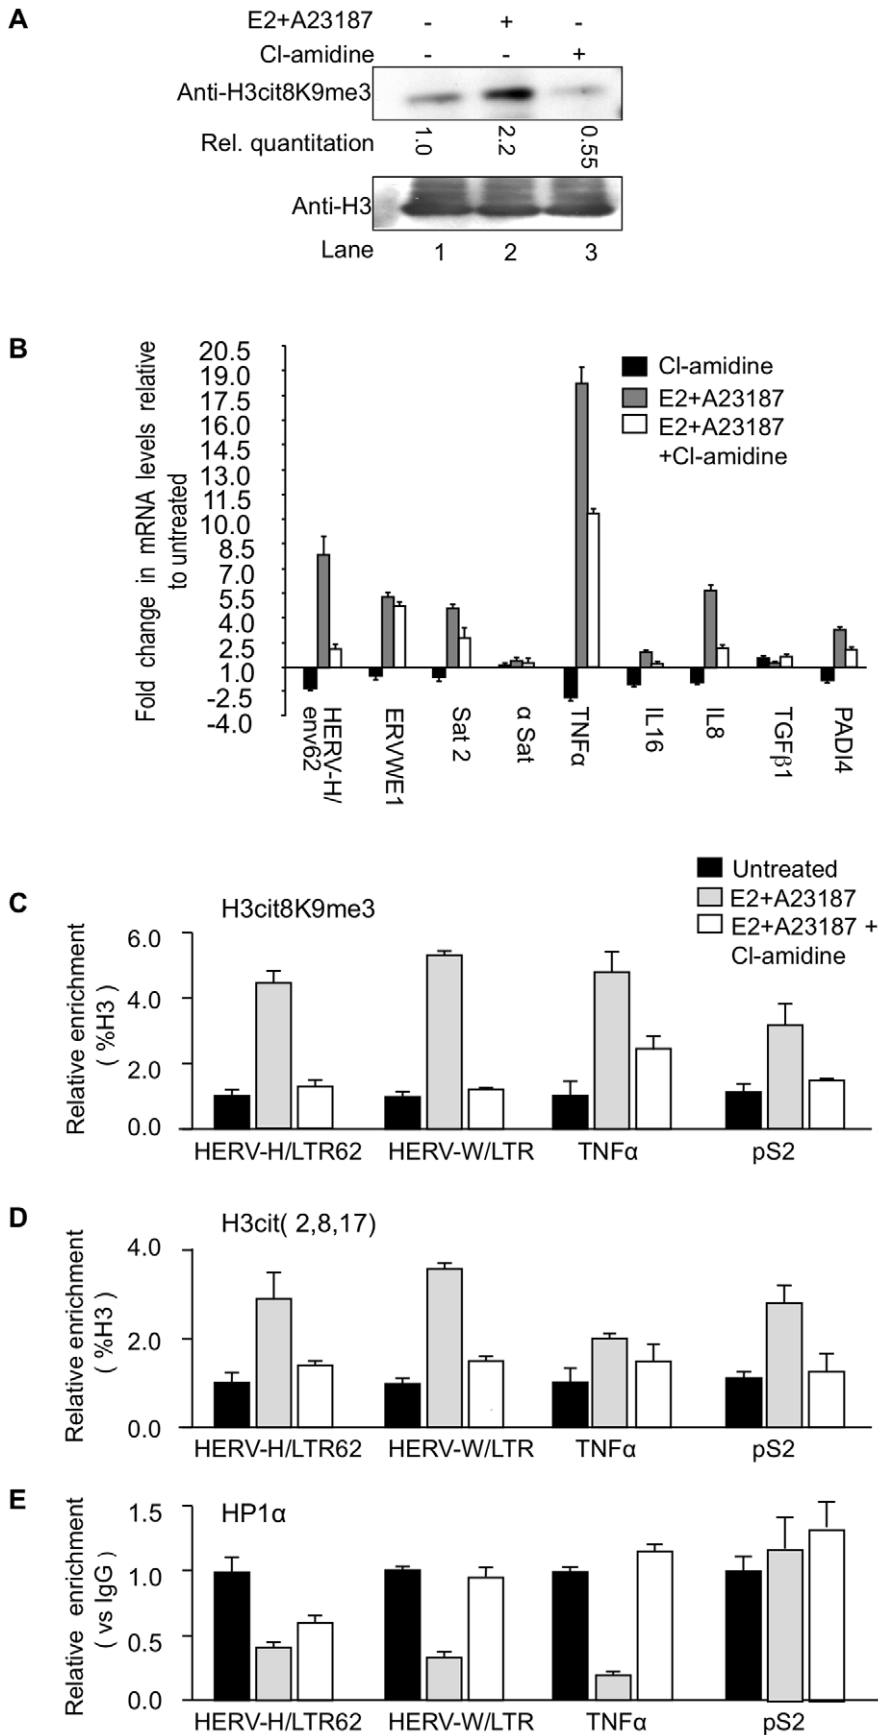 A
E2+A23187 - + -
Cl-amidine - - +
Anti-H3cit8K9me3
Rel. quantitation 1.0 2.2 0.55
Anti-H3
Lane 1 2 3
B
Fold change in mRNA levels relative
to untreated
20.5
19.0
17.5
16.0
14.5
13.0
11.5
10.0
8.5
7.0
5.5
4.0
2.5
1.0
-2.5
-4.0
Cl-amidine
E2+A23187
E2+A23187
+Cl-amidine
HERV-H/
env62
ERVWE1
Sat 2
α Sat
TNFα
IL16
IL8
TGFβ1
PADI4
Untreated
E2+A23187
E2+A23187 +
Cl-amidine
C
H3cit8K9me3
Relative enrichment
( %H3 )
6.0
4.0
2.0
0.0
HERV-H/LTR62 HERV-W/LTR TNFα pS2
D
H3cit( 2,8,17)
Relative enrichment
( %H3 )
4.0
2.0
0.0
HERV-H/LTR62 HERV-W/LTR TNFα pS2
E
HP1α
Relative enrichment
( vs IgG )
1.5
1.0
0.5
0.0
HERV-H/LTR62 HERV-W/LTR TNFα pS2